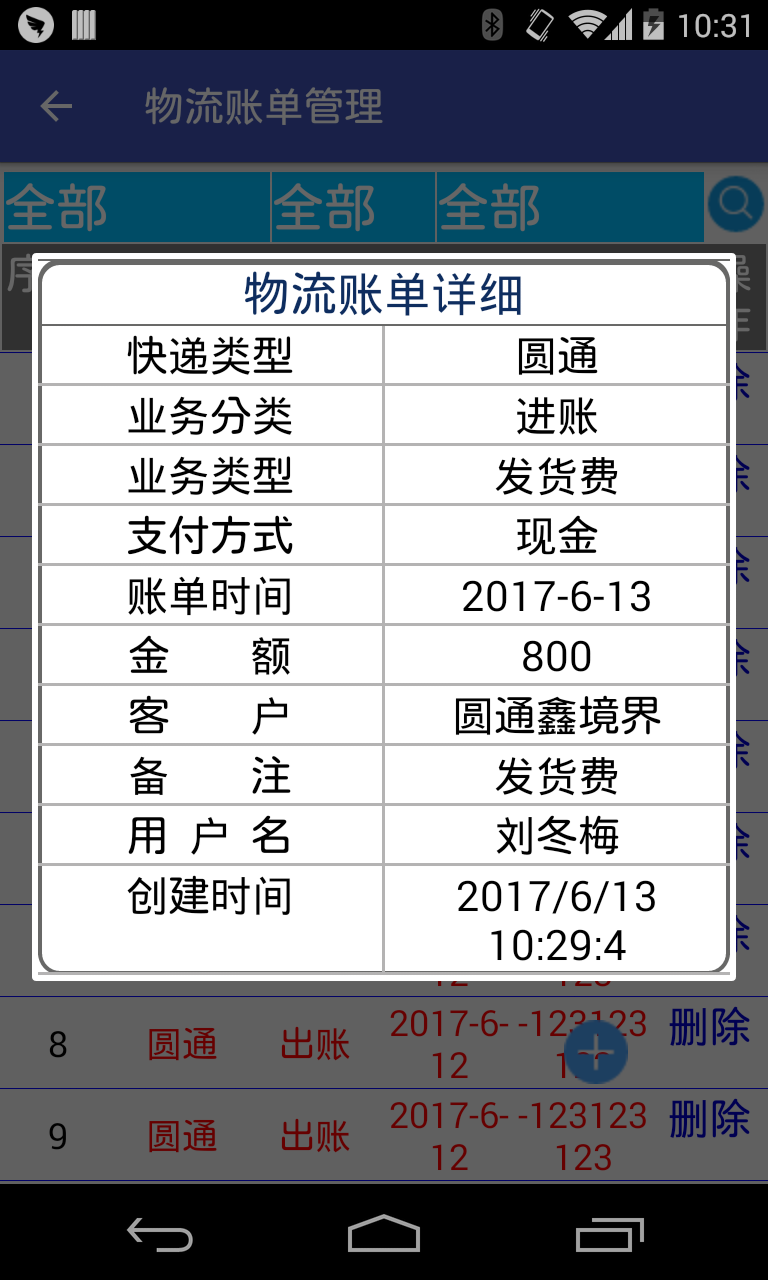 10:31
物流账单管理
全部 全部 全部
序
操
作
物流账单详细
快递类型 圆通
业务分类 进账
业务类型 发货费
支付方式 现金
账单时间 2017-6-13
金 额 800
客 户 圆通鑫境界
备 注 发货费
用 户 名 刘冬梅
创建时间 2017/6/13
10:29:4
12 123
8 圆通 出账 2017-6- -123123 删除
12
9 圆通 出账 2017-6- -123123 删除
12 123